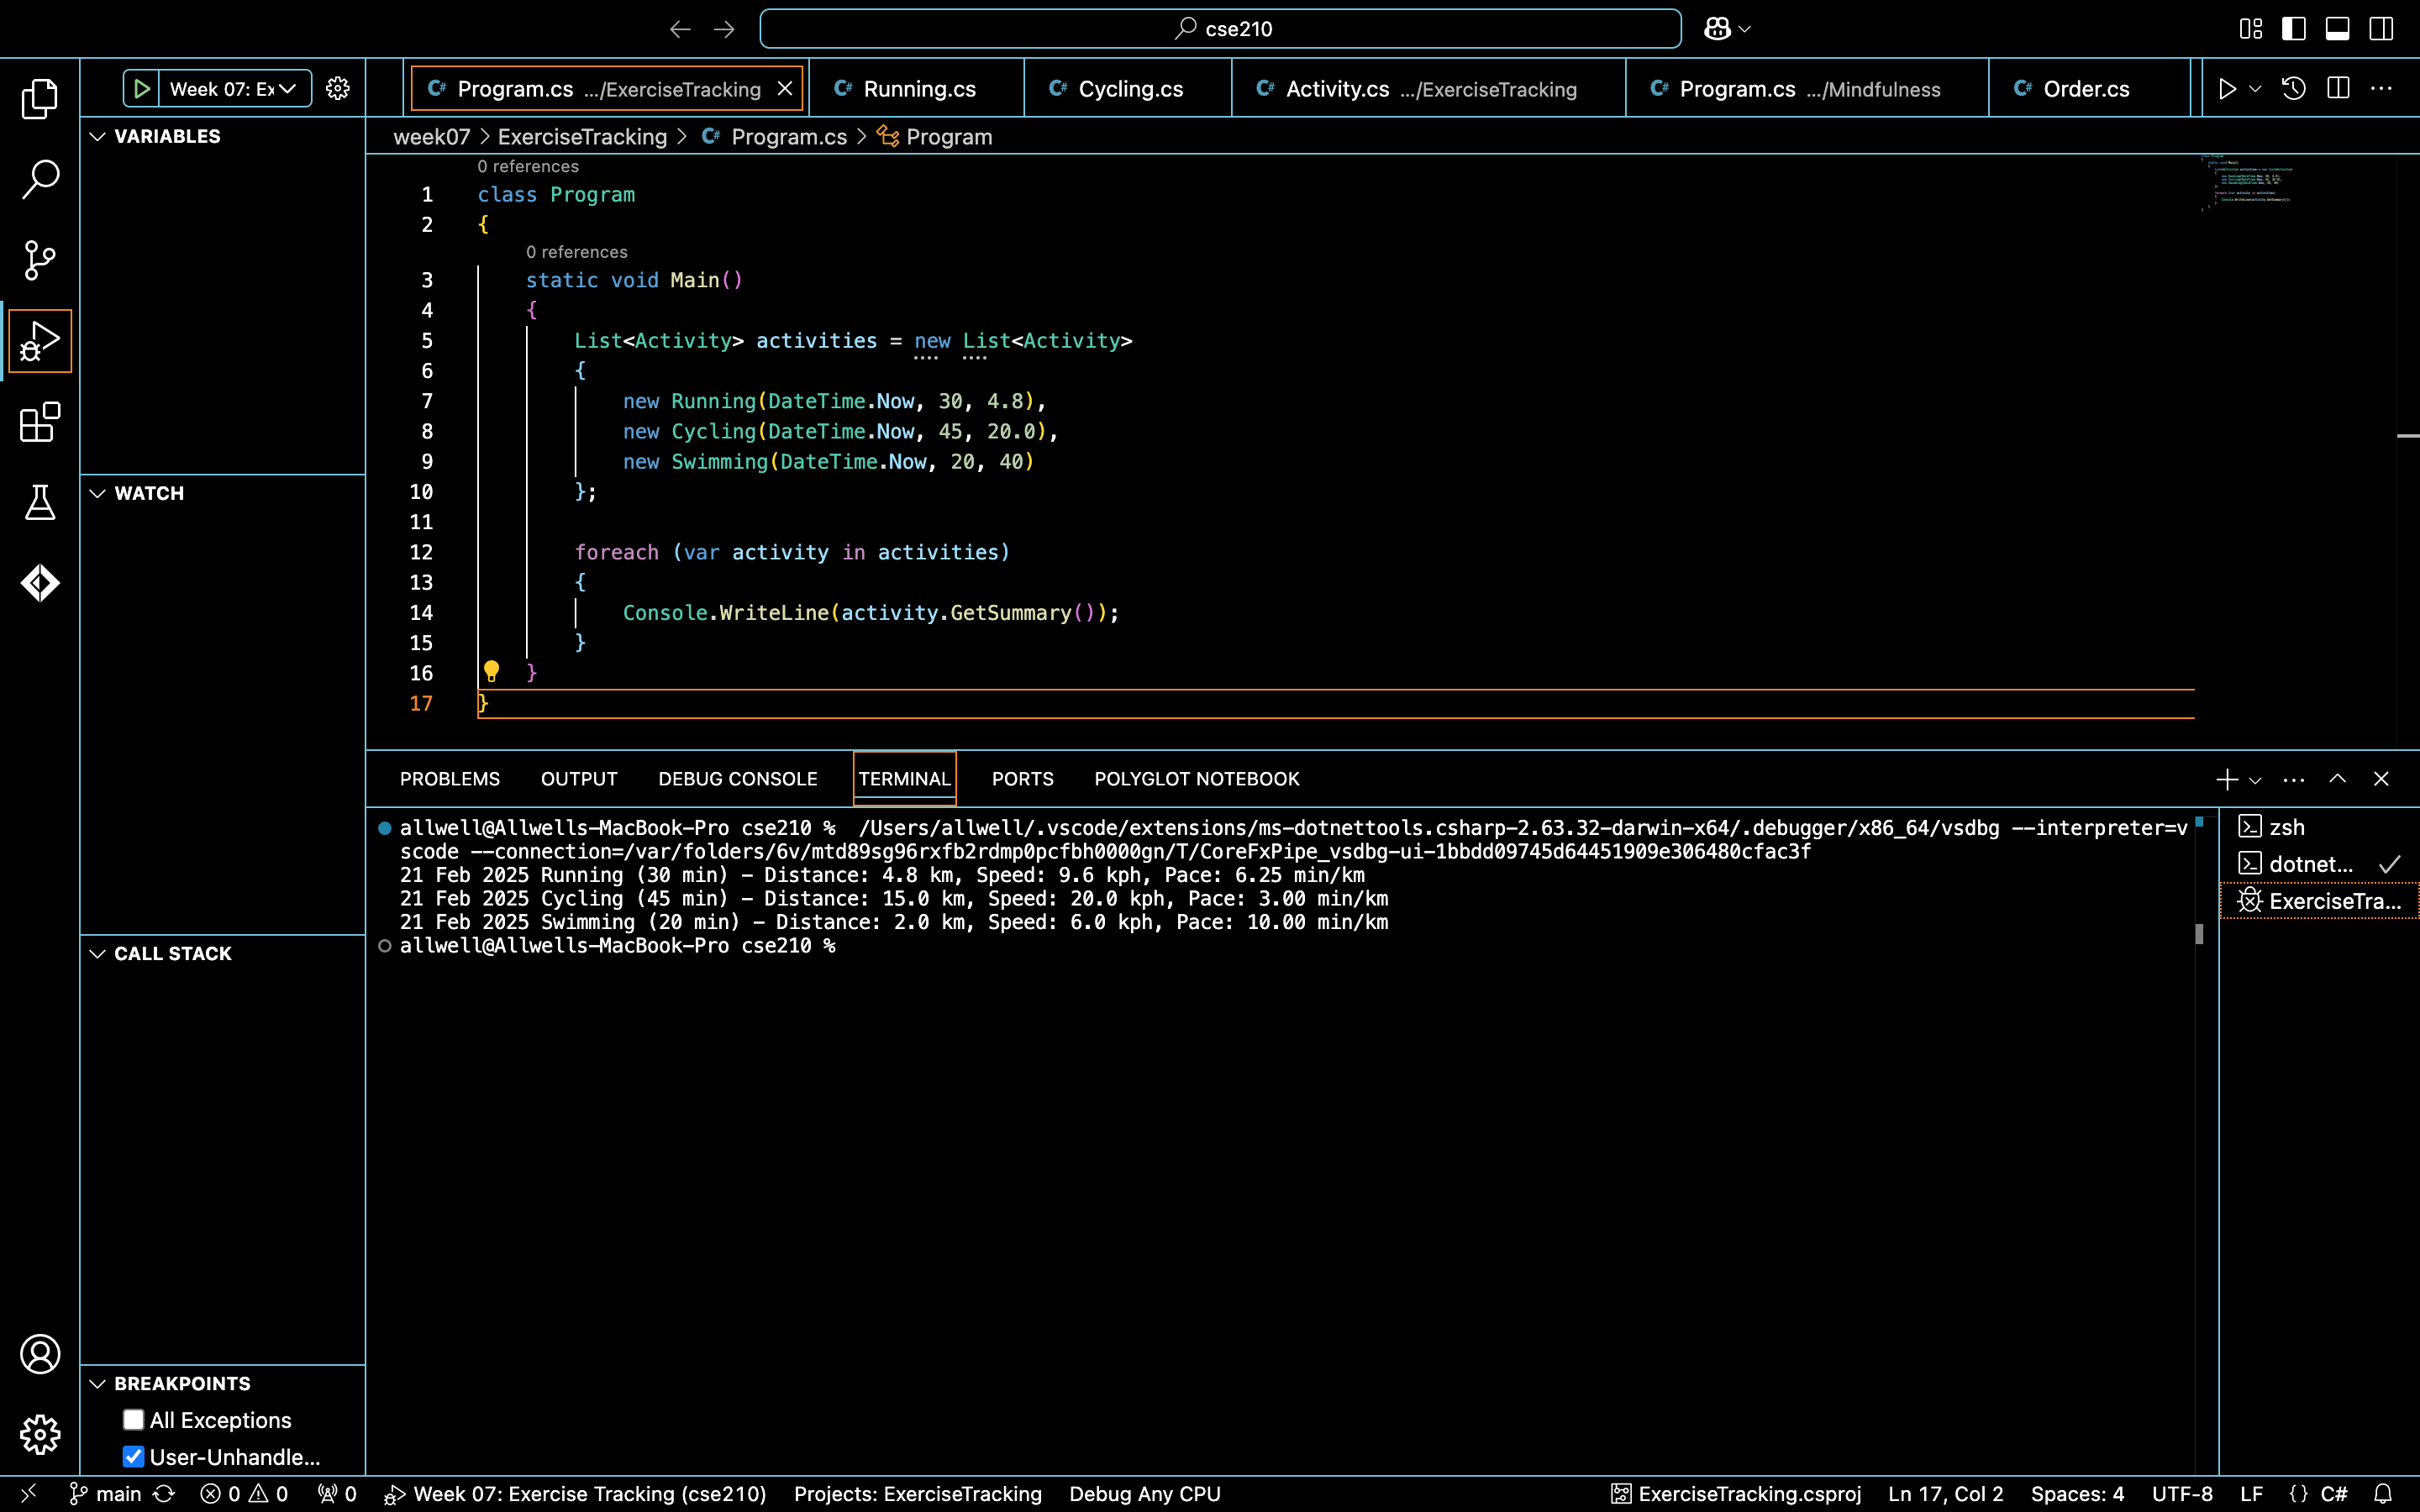 cse210
Week 07: Ex
Program.cs .../ExerciseTracking
Running.cs
Cycling.cs
Activity.cs .../ExerciseTracking
Program.cs .../Mindfulness
Order.cs
VARIABLES
WATCH
CALL STACK
BREAKPOINTS
All Exceptions
User-Unhandle...
week07 > ExerciseTracking > Program.cs > Program
0 references
1 class Program
2 {
0 references
3 static void Main()
4 {
5 List<Activity> activities = new List<Activity>
6 {
7 new Running(DateTime.Now, 30, 4.8),
8 new Cycling(DateTime.Now, 45, 20.0),
9 new Swimming(DateTime.Now, 20, 40)
10 };
11
12 foreach (var activity in activities)
13 {
14 Console.WriteLine(activity.GetSummary());
15 }
16 }
17 }
PROBLEMS OUTPUT DEBUG CONSOLE TERMINAL PORTS POLYGLOT NOTEBOOK
allwell@Allwells-MacBook-Pro cse210 % /Users/allwell/.vscode/extensions/ms-dotnettools.csharp-2.63.32-darwin-x64/.debugger/x86_64/vsdbg --interpreter=v
scode --connection=/var/folders/6v/mtd89sg96rxfb2rdmp0pcfbh0000gn/T/CoreFxPipe_vsdbg-ui-1bbdd09745d64451909e306480cfac3f
21 Feb 2025 Running (30 min) - Distance: 4.8 km, Speed: 9.6 kph, Pace: 6.25 min/km
21 Feb 2025 Cycling (45 min) - Distance: 15.0 km, Speed: 20.0 kph, Pace: 3.00 min/km
21 Feb 2025 Swimming (20 min) - Distance: 2.0 km, Speed: 6.0 kph, Pace: 10.00 min/km
allwell@Allwells-MacBook-Pro cse210 %
zsh
dotnet...
ExerciseTra...
main 0 0 0 Week 07: Exercise Tracking (cse210) Projects: ExerciseTracking Debug Any CPU ExerciseTracking.csproj Ln 17, Col 2 Spaces: 4 UTF-8 LF {} C#